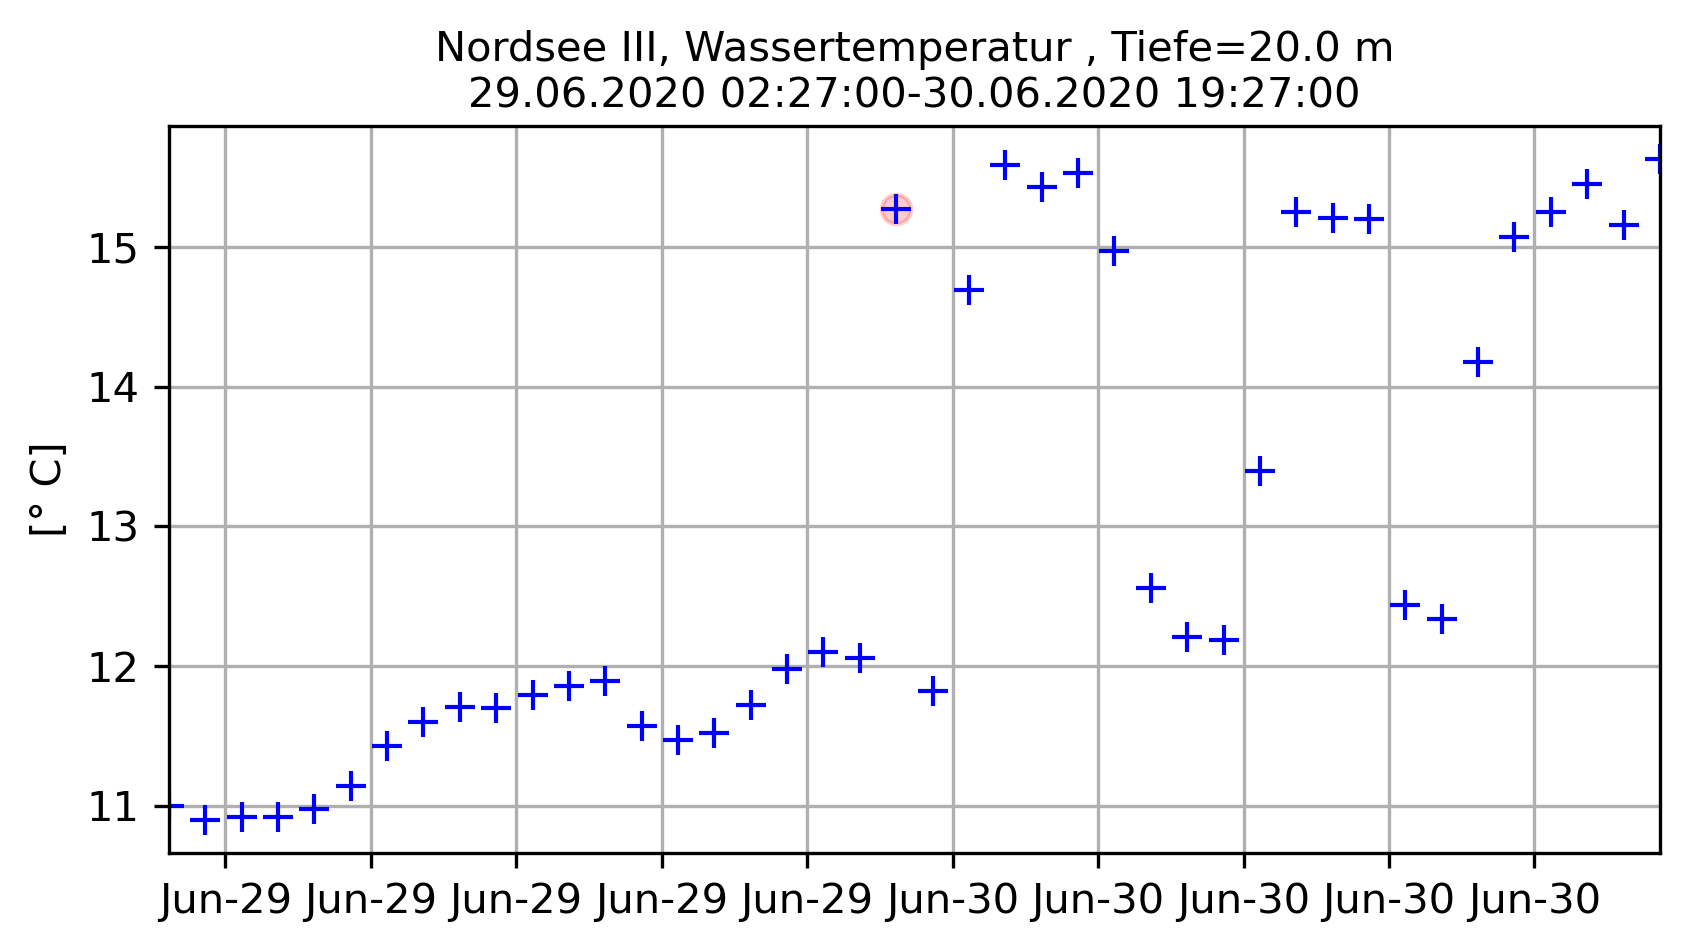 Nordsee III, Wassertemperatur , Tiefe=20.0 m
29.06.2020 02:27:00-30.06.2020 19:27:00
[° C]
15
14
13
12
11
Jun-29 Jun-29 Jun-29 Jun-29 Jun-29 Jun-30 Jun-30 Jun-30 Jun-30 Jun-30